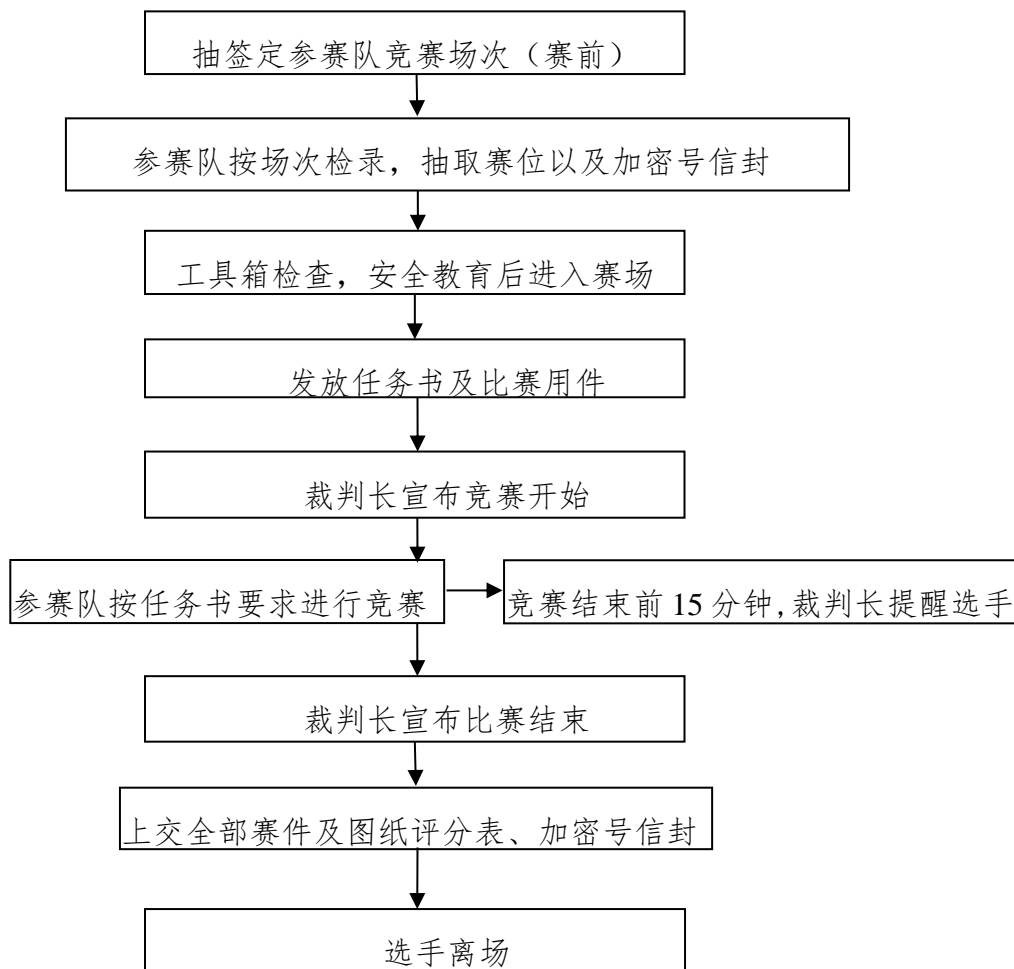 抽签定参赛队竞赛场次（赛前）
参赛队按场次检录，抽取赛位以及加密号信封
工具箱检查，安全教育后进入赛场
发放任务书及比赛用件
裁判长宣布竞赛开始
参赛队按任务书要求进行竞赛
竞赛结束前 15 分钟，裁判长提醒选手
裁判长宣布比赛结束
上交全部赛件及图纸评分表、加密号信封
选手离场